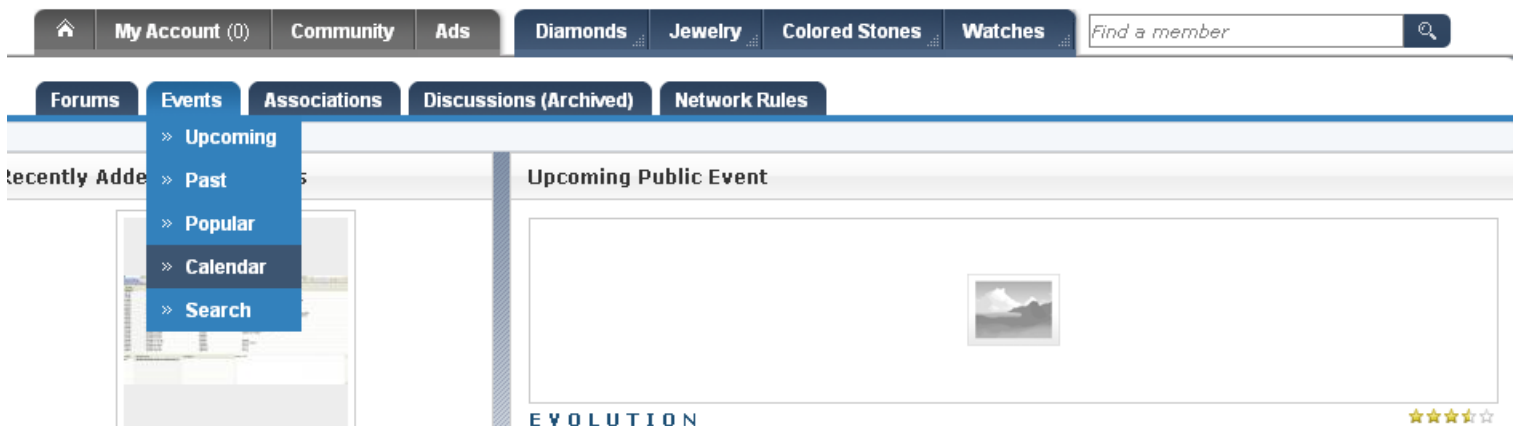 My Account (0) Community Ads Diamonds Jewelry Colored Stones Watches Find a member
Forums Events Associations Discussions (Archived) Network Rules
» Upcoming
Recently Adde
Upcoming Public Event
» Past
» Popular
» Calendar
» Search
EVOLUTION